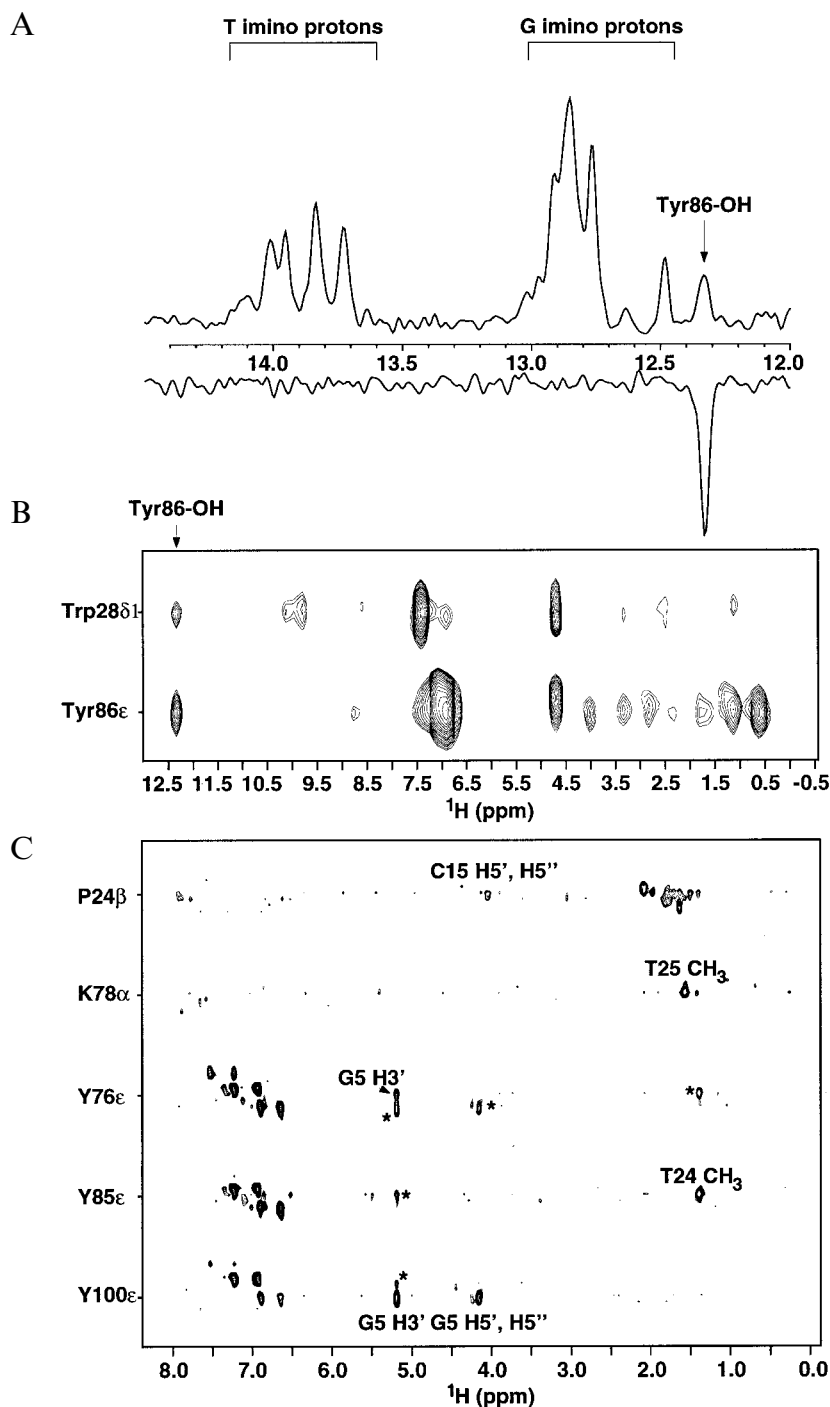 A
T imino protons
G imino protons
Tyr86-OH
14.0 13.5 13.0 12.5 12.0
B
Tyr86-OH
Trp28δ1
Tyr86ε
12.5 11.5 10.5 9.5 8.5 7.5 6.5 5.5 4.5 3.5 2.5 1.5 0.5 -0.5
¹H (ppm)
C
C15 H5', H5''
P24β
T25 CH₃
K78α
G5 H3'
Y76ε
*
*
*
T24 CH₃
Y85ε
*
*
Y100ε
G5 H3' G5 H5', H5''
8.0 7.0 6.0 5.0 4.0 3.0 2.0 1.0 0.0
¹H (ppm)